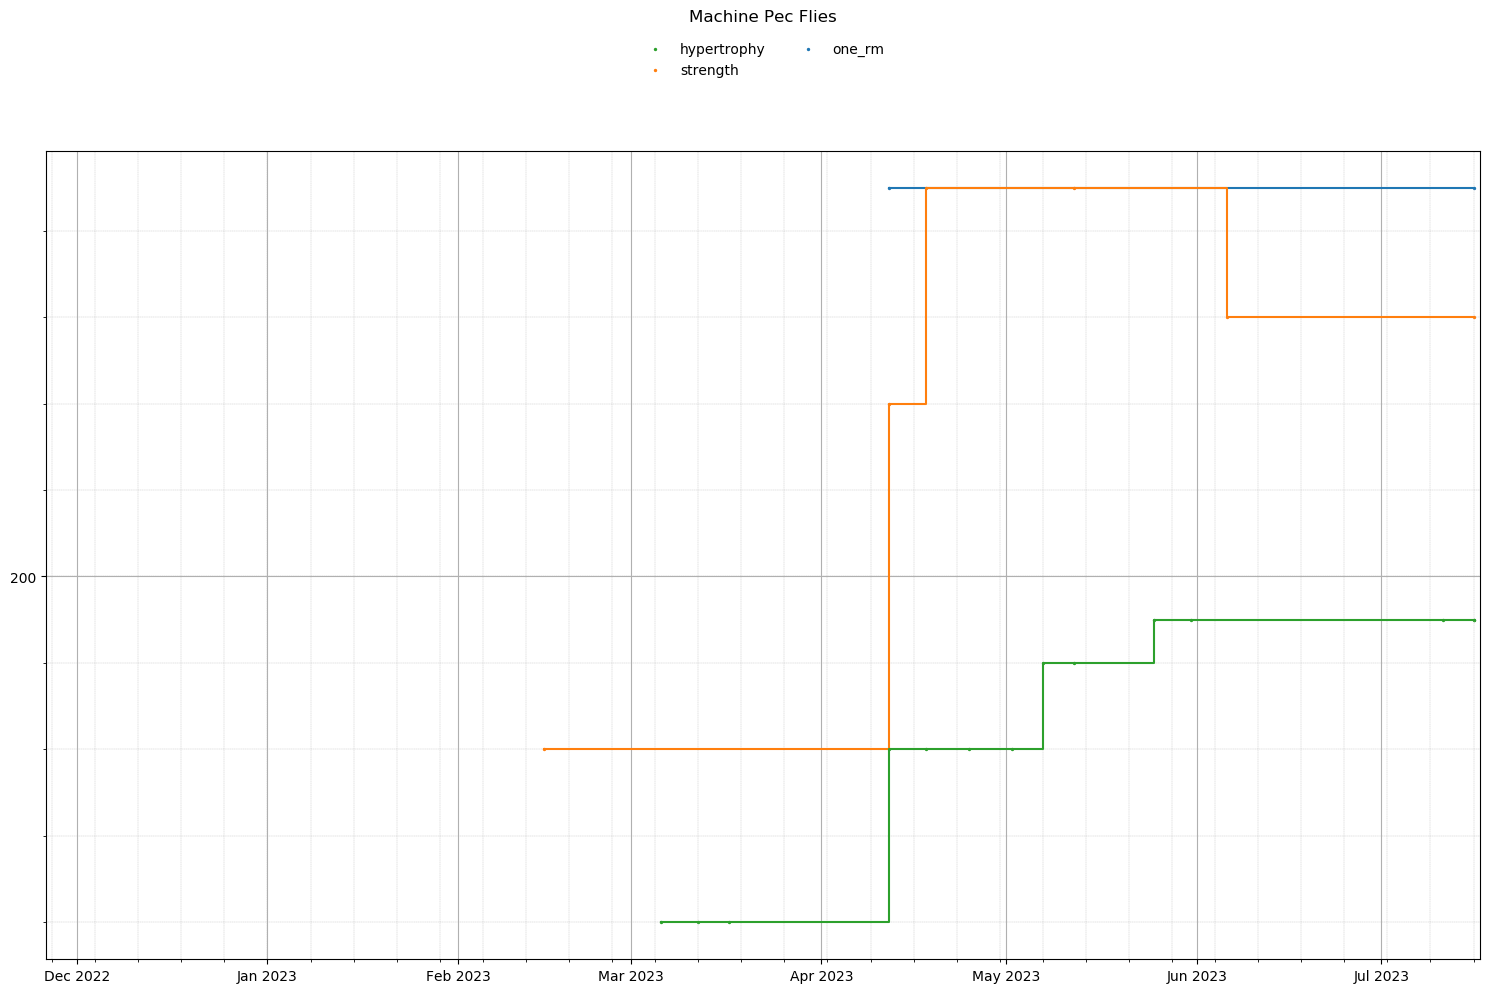 Machine Pec Flies
hypertrophy one_rm
strength
200
Dec 2022 Jan 2023 Feb 2023 Mar 2023 Apr 2023 May 2023 Jun 2023 Jul 2023